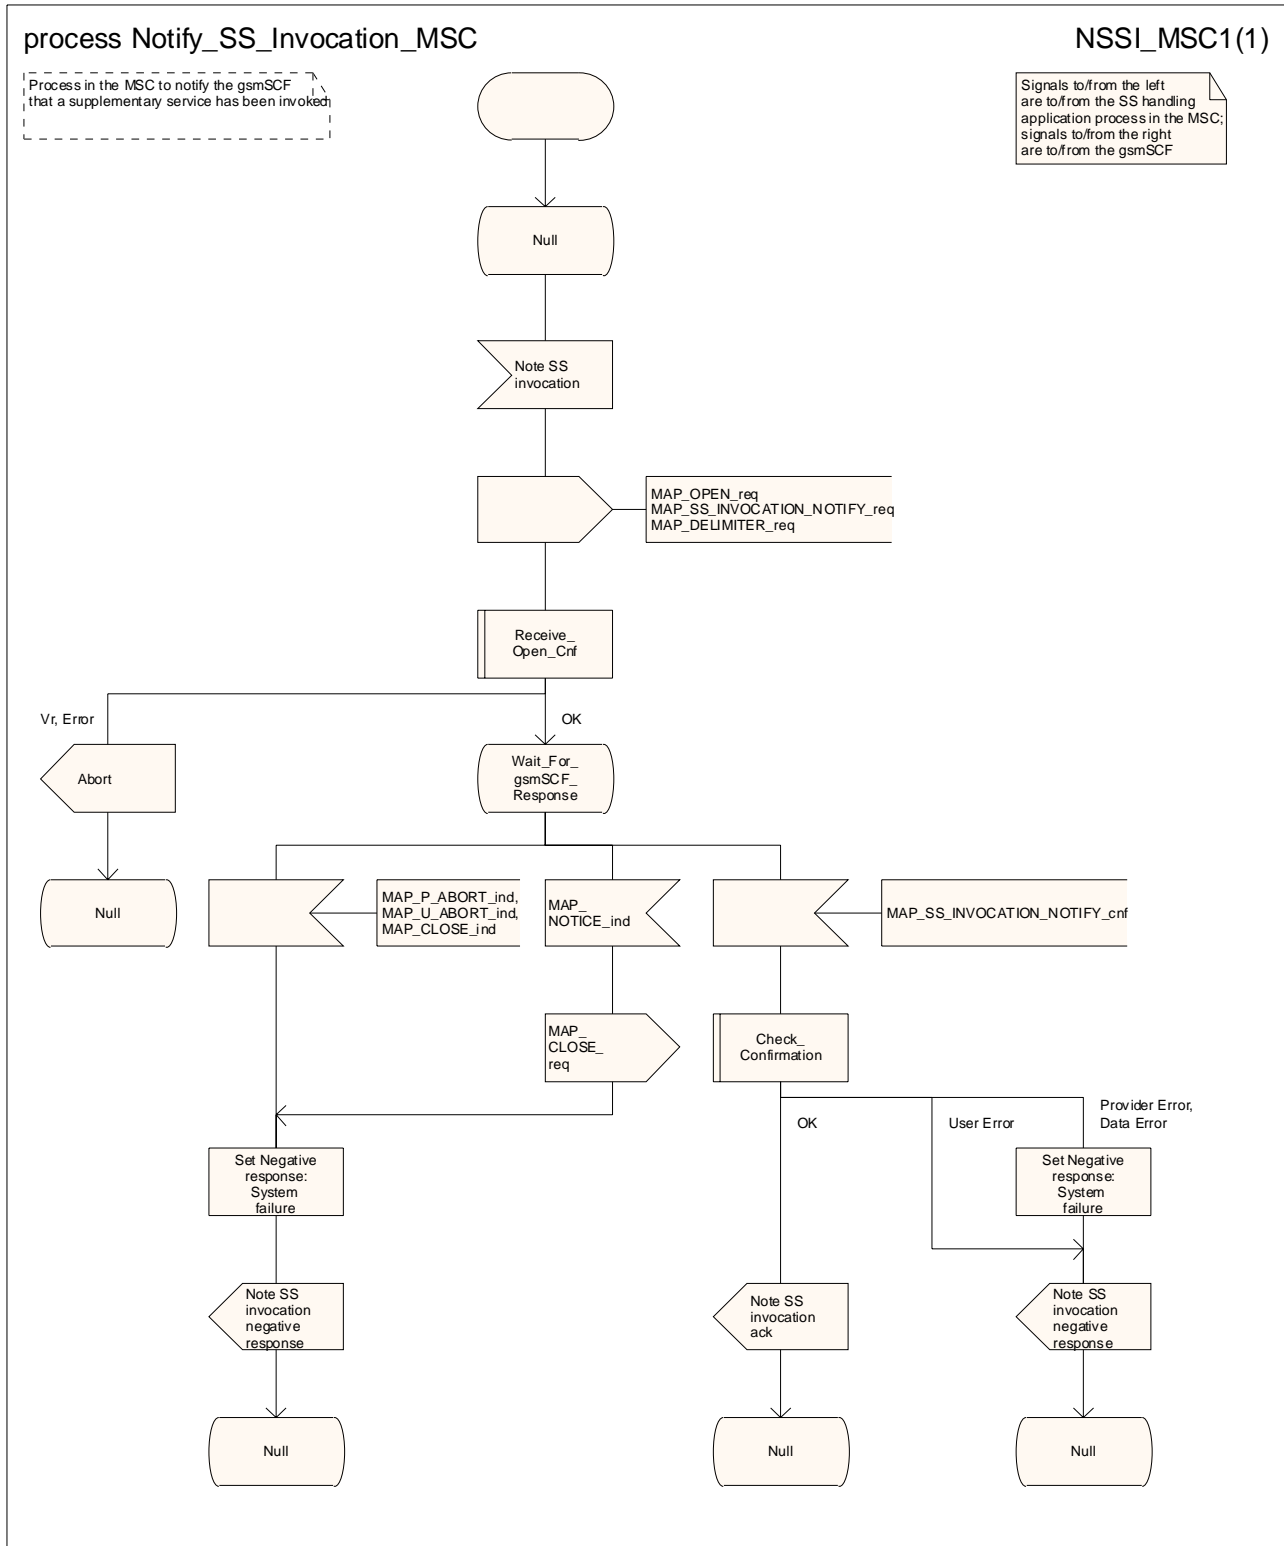 process Notify_SS_Invocation_MSC
NSSI_MSC1(1)
Process in the MSC to notify the gsmSCF
that a supplementary service has been invoked
Signals to/from the left
are to/from the SS handling
application process in the MSC;
signals to/from the right
are to/from the gsmSCF
Null
Note SS
invocation
MAP_OPEN_req
MAP_SS_INVOCATION_NOTIFY_req
MAP_DELIMITER_req
Receive_
Open_Cnf
Vr, Error
OK
Abort
Wait_For_
gsmSCF_
Response
Null
MAP_P_ABORT_ind,
MAP_U_ABORT_ind,
MAP_CLOSE_ind
MAP_
NOTICE_ind
MAP_SS_INVOCATION_NOTIFY_cnf
MAP_
CLOSE_
req
Check_
Confirmation
OK
User Error
Provider Error,
Data Error
Set Negative
response:
System
failure
Set Negative
response:
System
failure
Note SS
invocation
negative
response
Note SS
invocation
ack
Note SS
invocation
negative
response
Null
Null
Null